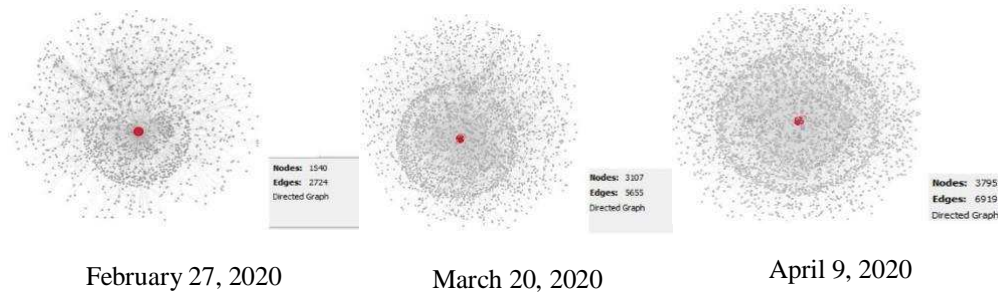 Nodes: 1540
Edges: 2724
Directed Graph
Nodes: 3107
Edges: 5655
Directed Graph
Nodes: 3795
Edges: 6919
Directed Graph
February 27, 2020
March 20, 2020
April 9, 2020